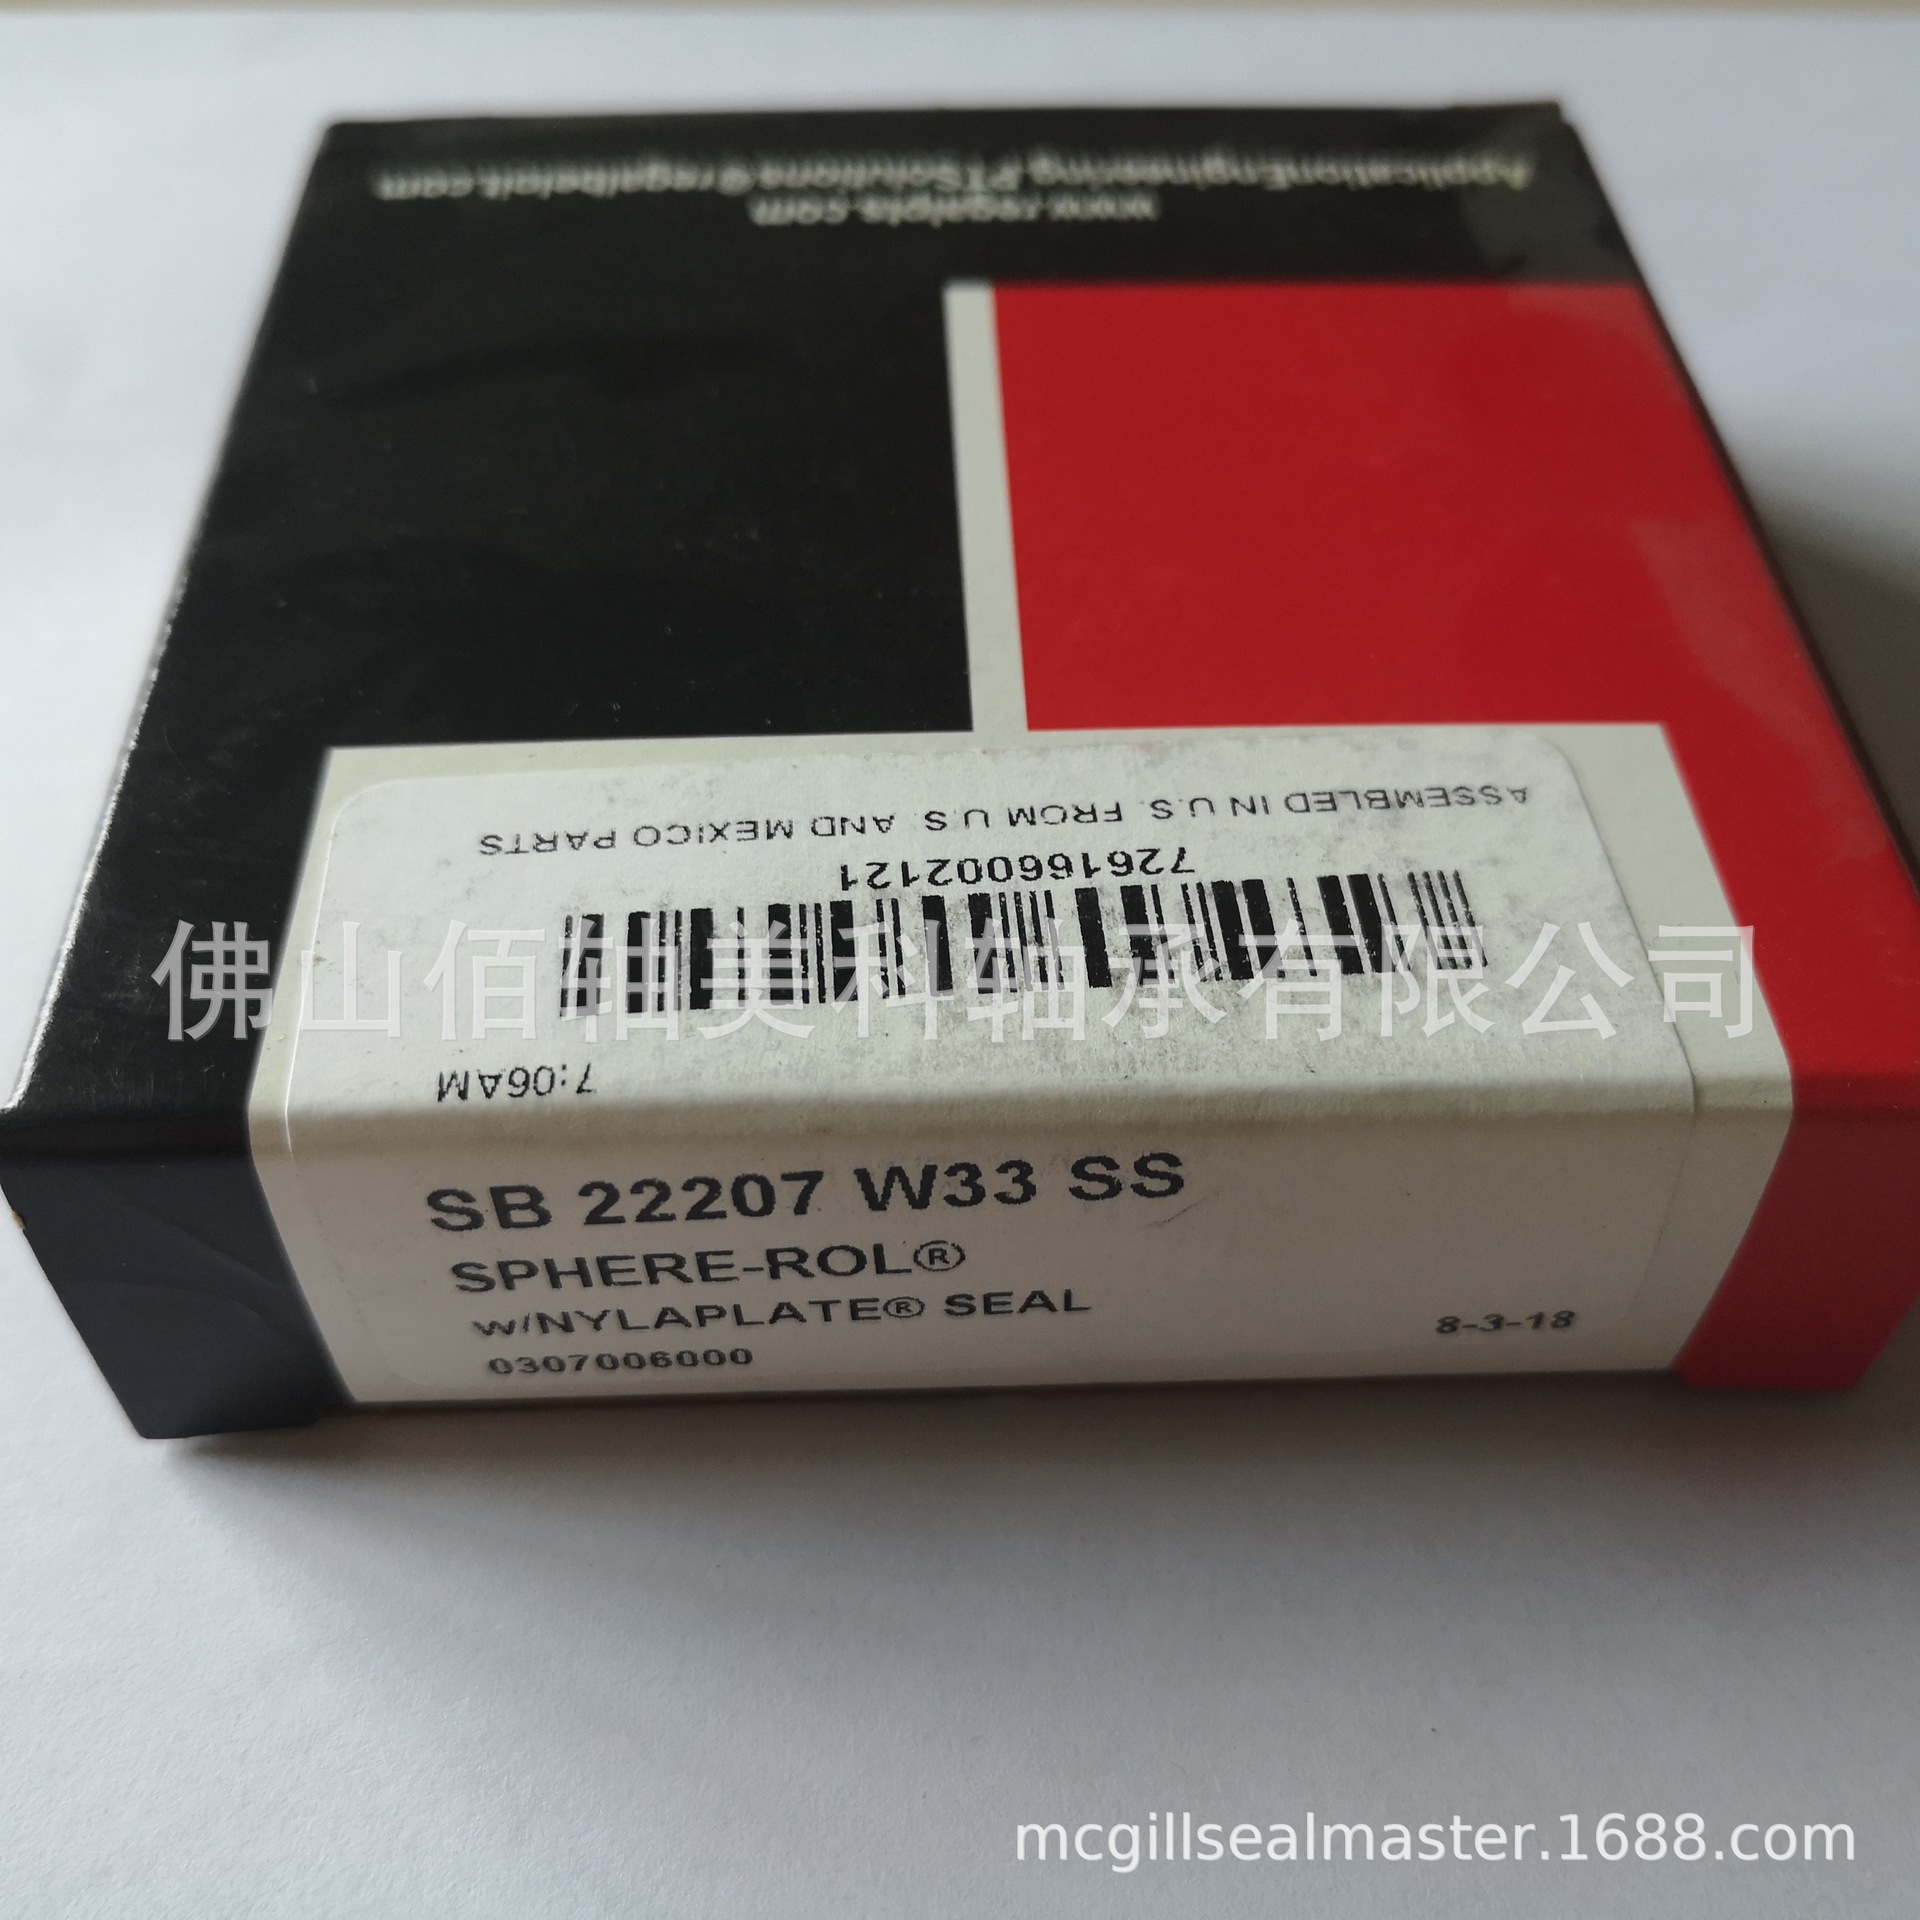 ApplicationEngineering.PTSolutions@regalbeloit.com
www.regalpts.com
ASSEMBLED IN U.S. FROM U.S. AND MEXICO PARTS
726166002121
佛山佰轴美科轴承有限公司
7:06AM
SB 22207 W33 SS
SPHERE-ROL®
w/NYLAPLATE® SEAL
0307006000
8-3-18
mcgillsealmaster.1688.com